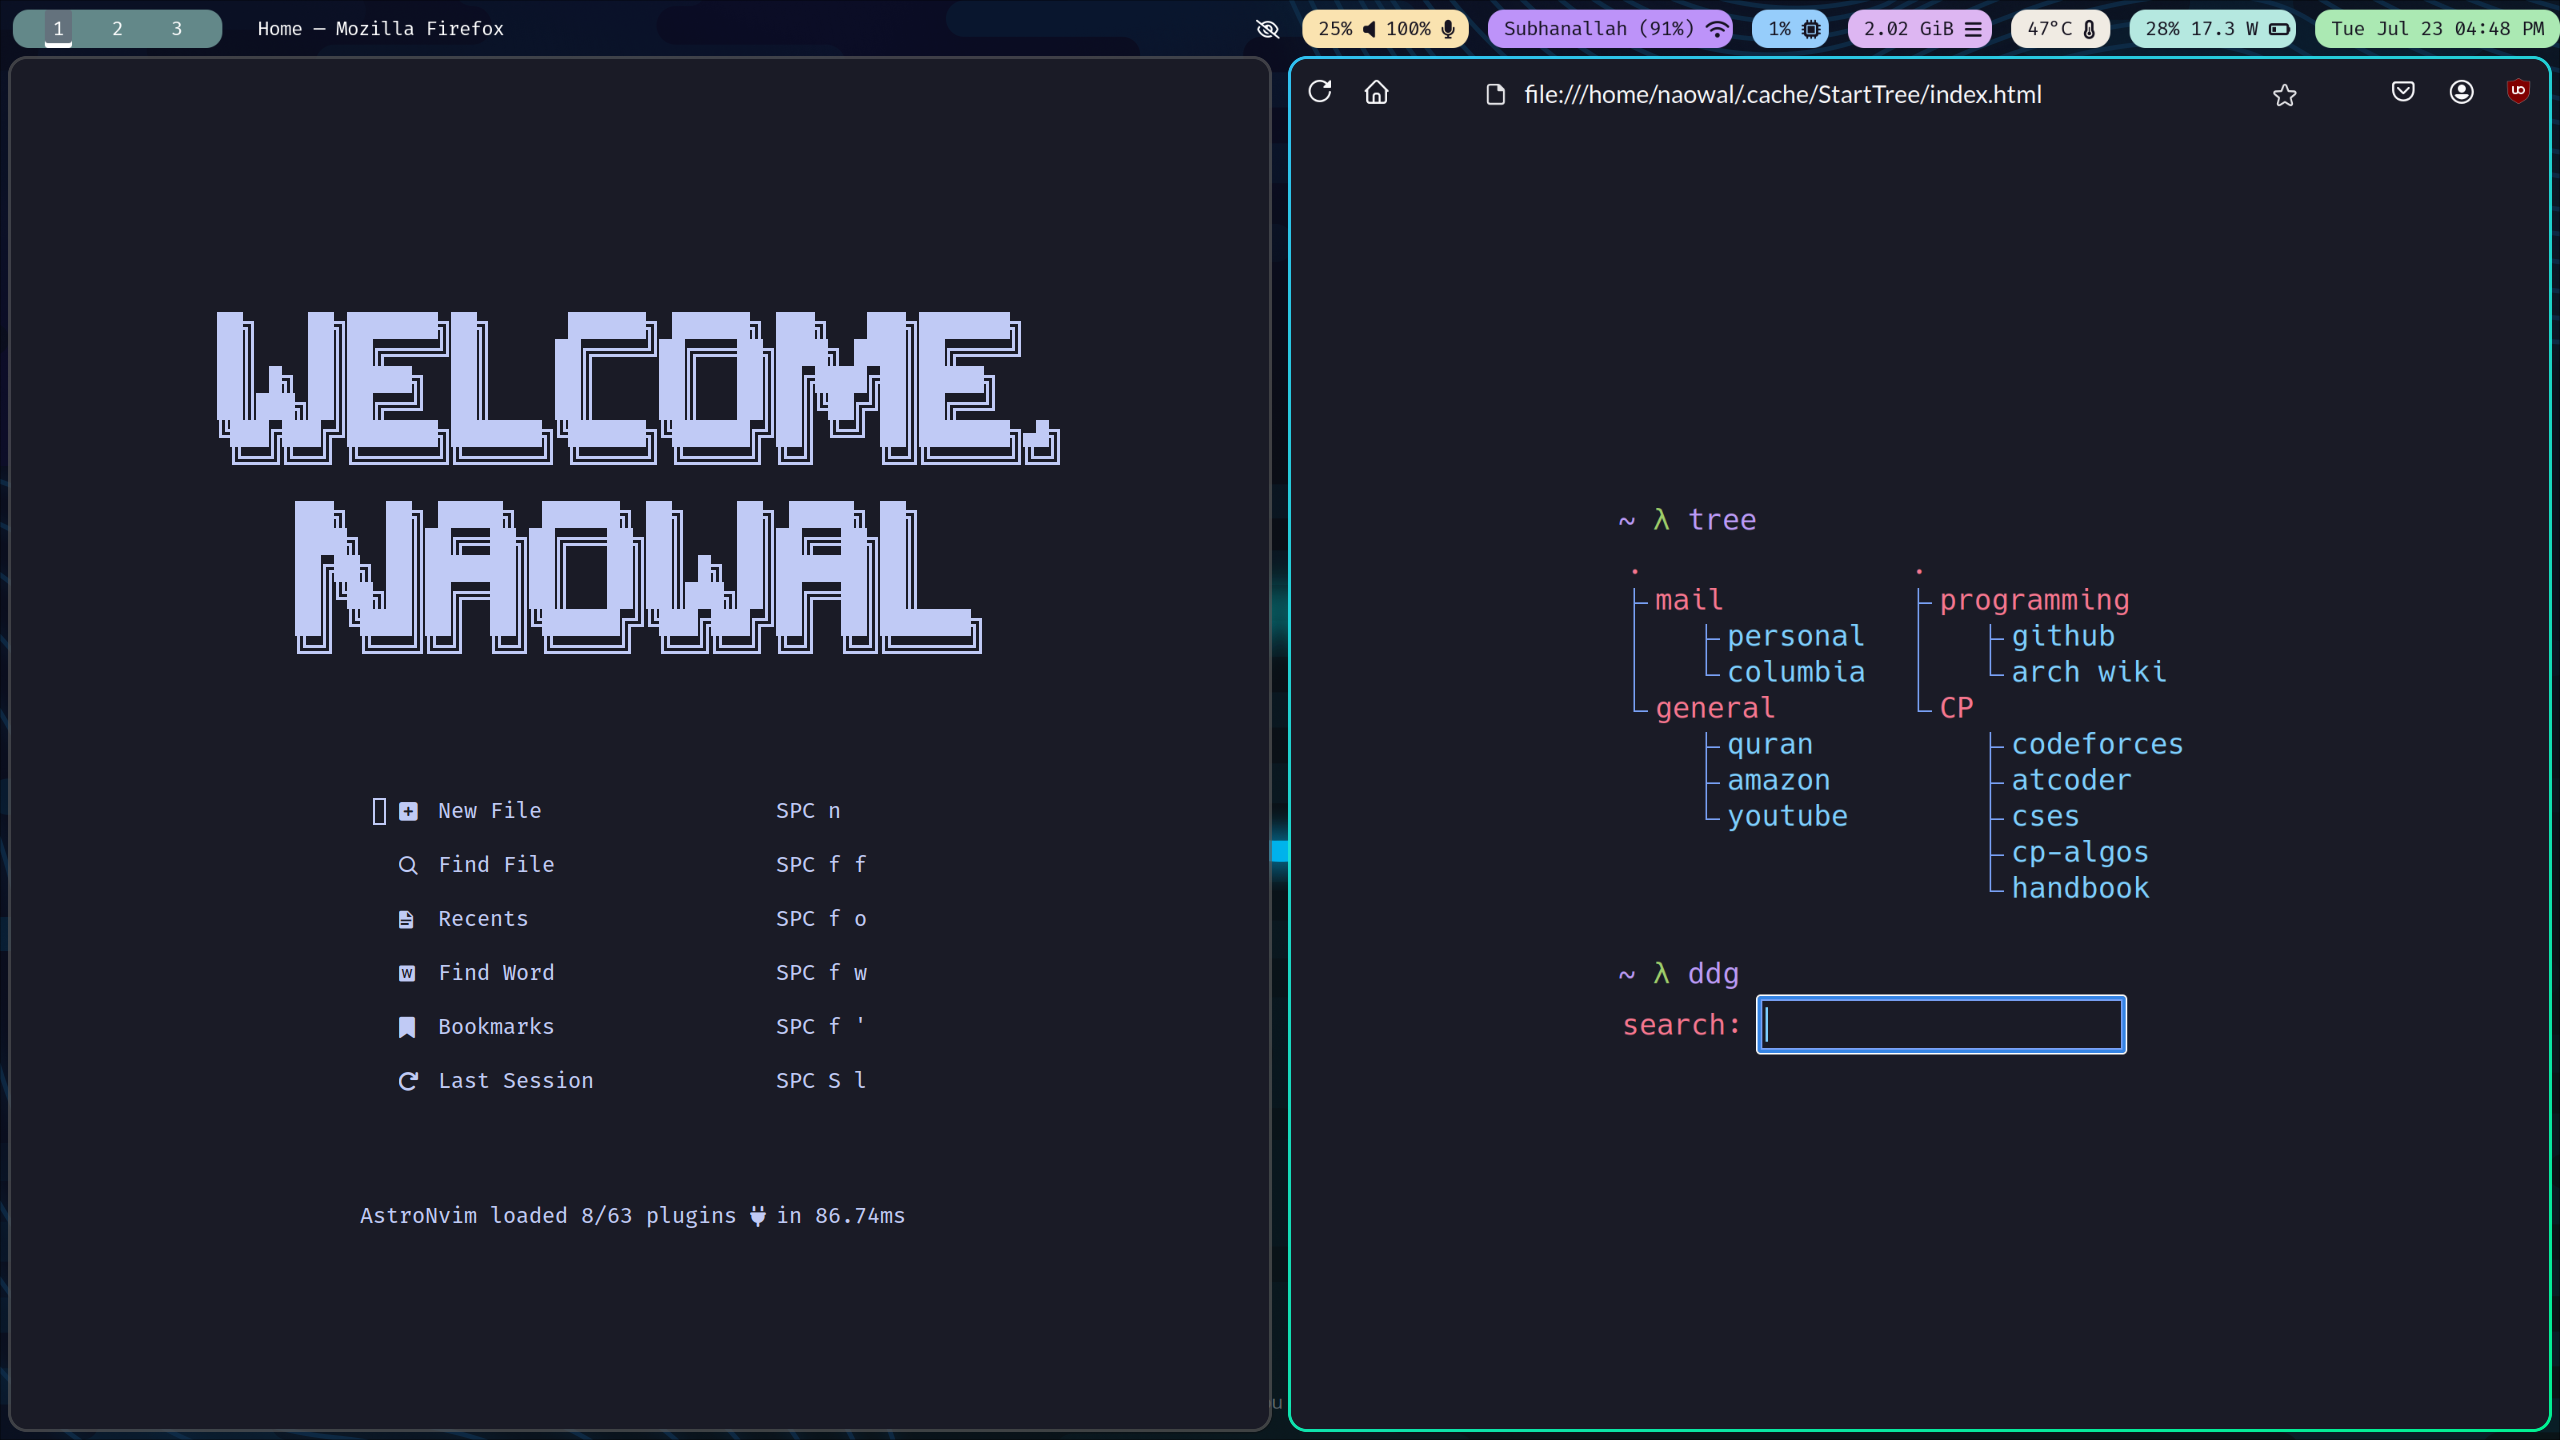 1 2 3 Home — Mozilla Firefox 25% 100% Subhanallah (91%) 1% 2.02 GiB 47°C 28% 17.3 W Tue Jul 23 04:48 PM
WELCOME.
NAOWAL
New File SPC n
Find File SPC f f
Recents SPC f o
W Find Word SPC f w
Bookmarks SPC f '
Last Session SPC S l
AstroNvim loaded 8/63 plugins in 86.74ms
u
file:///home/naowal/.cache/StartTree/index.html
~ λ tree
. .
mail programming
personal github
columbia arch wiki
general CP
quran codeforces
amazon atcoder
youtube cses
cp-algos
handbook
~ λ ddg
search: